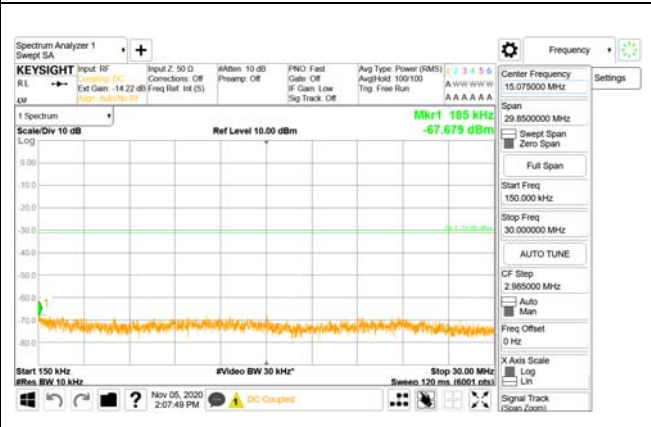 Spectrum Analyzer 1
Swept SA
+
Frequency
KEYSIGHT
RL
Input: RF
Coupling: DC
Ext Gain: -14.22 dB
Align: Auto/No RF
Input Z: 50 Ω
Corrections: Off
Freq Ref: Int (S)
#Atten: 10 dB
Preamp: Off
PNO: Fast
Gate: Off
IF Gain: Low
Sig Track: Off
Avg Type: Power (RMS)
Avg|Hold: 100/100
Trig: Free Run
1 2 3 4 5 6
A W W W W W
A A A A A A
Center Frequency
15.075000 MHz
Settings
Span
29.8500000 MHz
Swept Span
Zero Span
Full Span
Start Freq
150.000 kHz
Stop Freq
30.000000 MHz
AUTO TUNE
CF Step
2.985000 MHz
Auto
Man
Freq Offset
0 Hz
X Axis Scale
Log
Lin
Signal Track
(Span Zoom)
1 Spectrum
Scale/Div 10 dB
Log
Ref Level 10.00 dBm
Mkr1 185 kHz
-67.679 dBm
0.00
-10.0
-20.0
-30.0
-40.0
-50.0
-60.0
-70.0
-80.0
1
Start 150 kHz
#Res BW 10 kHz
#Video BW 30 kHz*
Stop 30.00 MHz
Sweep 120 ms (6001 pts)
?
Nov 05, 2020
2:07:49 PM
1
DC Coupled